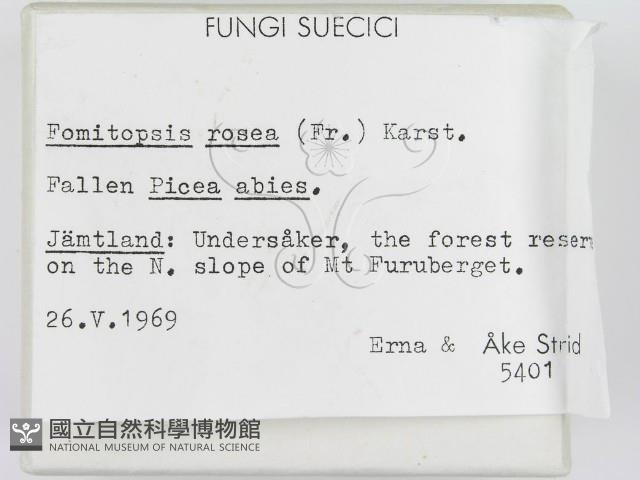 FUNGI SUECICI
Fomitopsis rosea (Fr.) Karst.
Fallen Picea abies.
Jämtland: Undersåker, the forest reser
on the N. slope of Mt Furuberget.
26.V.1969
Erna & Åke Strid
5401
國立自然科學博物館
NATIONAL MUSEUM OF NATURAL SCIENCE